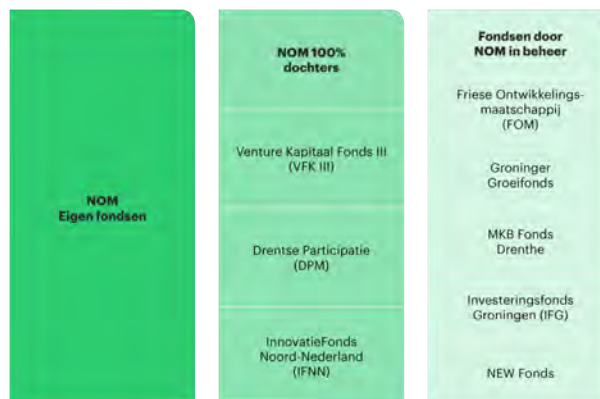 NOM
Eigen fondsen
NOM 100%
dochters
Venture Kapitaal Fonds III
(VFK III)
Drentse Participatie
(DPM)
InnovatieFonds
Noord-Nederland
(IFNN)
Fondsen door
NOM in beheer
Friese Ontwikkelings-
maatschappij
(FOM)
Groninger
Groeifonds
MKB Fonds
Drenthe
Investeringsfonds
Groningen (IFG)
NEW Fonds